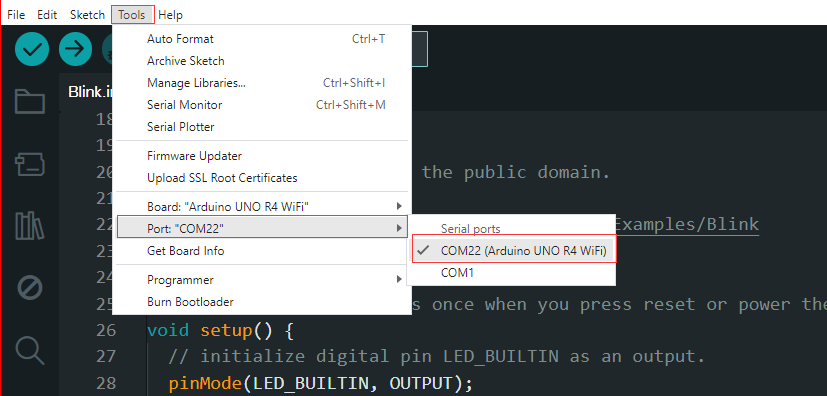 File Edit Sketch Tools Help
Auto Format Ctrl+T
Archive Sketch
Manage Libraries... Ctrl+Shift+I
Serial Monitor Ctrl+Shift+M
Serial Plotter
Firmware Updater
Upload SSL Root Certificates
Board: "Arduino UNO R4 WiFi"
Port: "COM22"
Get Board Info
Programmer
Burn Bootloader
Serial ports
COM22 (Arduino UNO R4 WiFi)
COM1
Blink.in
18
19
20 the public domain.
21
22 Examples/Blink
23
24
25 s once when you press reset or power the
26 void setup() {
27 // initialize digital pin LED_BUILTIN as an output.
28 pinMode(LED_BUILTIN, OUTPUT);